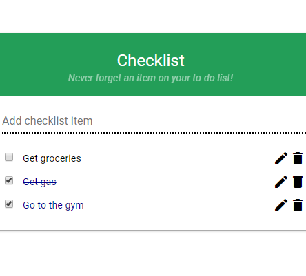 Checklist
Never forget an item on your to-do list!
Add checklist item
Get groceries
Get gas
Go to the gym